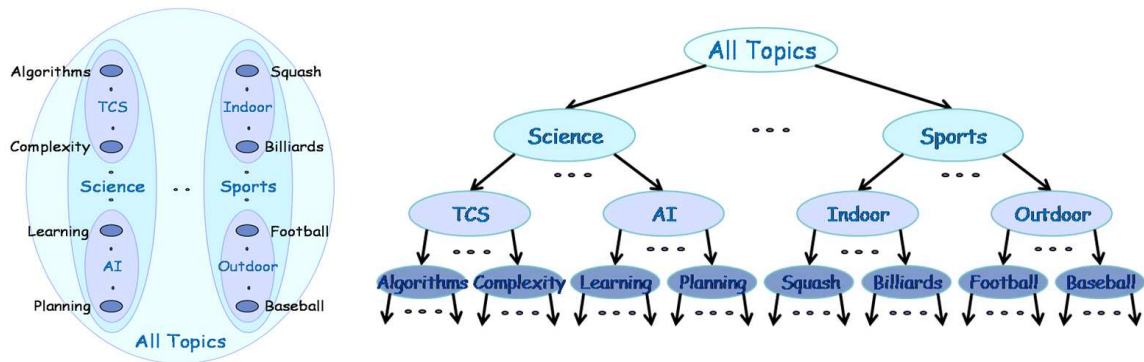 Algorithms
Squash
TCS
Indoor
Complexity
Billiards
Science
Sports
Learning
Football
AI
Outdoor
Planning
Baseball
All Topics
All Topics
Science
Sports
TCS
AI
Indoor
Outdoor
Algorithms
Complexity
Learning
Planning
Squash
Billiards
Football
Baseball